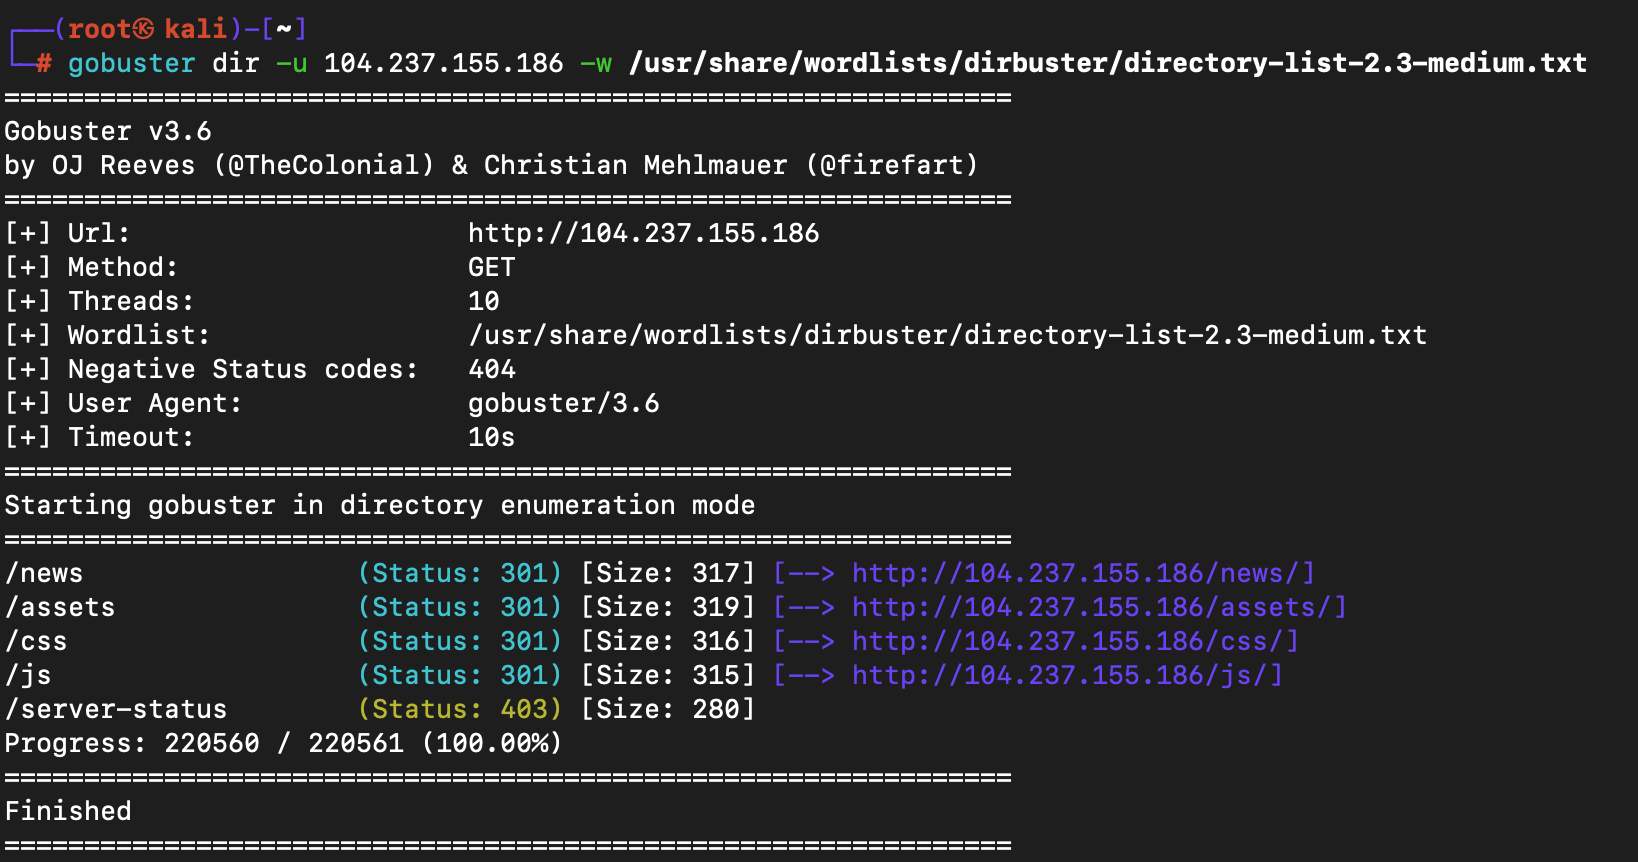 ┌──(root㉿kali)-[~]
└─# gobuster dir -u 104.237.155.186 -w /usr/share/wordlists/dirbuster/directory-list-2.3-medium.txt
===============================================================
Gobuster v3.6
by OJ Reeves (@TheColonial) & Christian Mehlmauer (@firefart)
===============================================================
[+] Url:                     http://104.237.155.186
[+] Method:                  GET
[+] Threads:                 10
[+] Wordlist:                /usr/share/wordlists/dirbuster/directory-list-2.3-medium.txt
[+] Negative Status codes:   404
[+] User Agent:              gobuster/3.6
[+] Timeout:                 10s
===============================================================
Starting gobuster in directory enumeration mode
===============================================================
/news                 (Status: 301) [Size: 317] [--> http://104.237.155.186/news/]
/assets               (Status: 301) [Size: 319] [--> http://104.237.155.186/assets/]
/css                  (Status: 301) [Size: 316] [--> http://104.237.155.186/css/]
/js                   (Status: 301) [Size: 315] [--> http://104.237.155.186/js/]
/server-status        (Status: 403) [Size: 280]
Progress: 220560 / 220561 (100.00%)
===============================================================
Finished
===============================================================